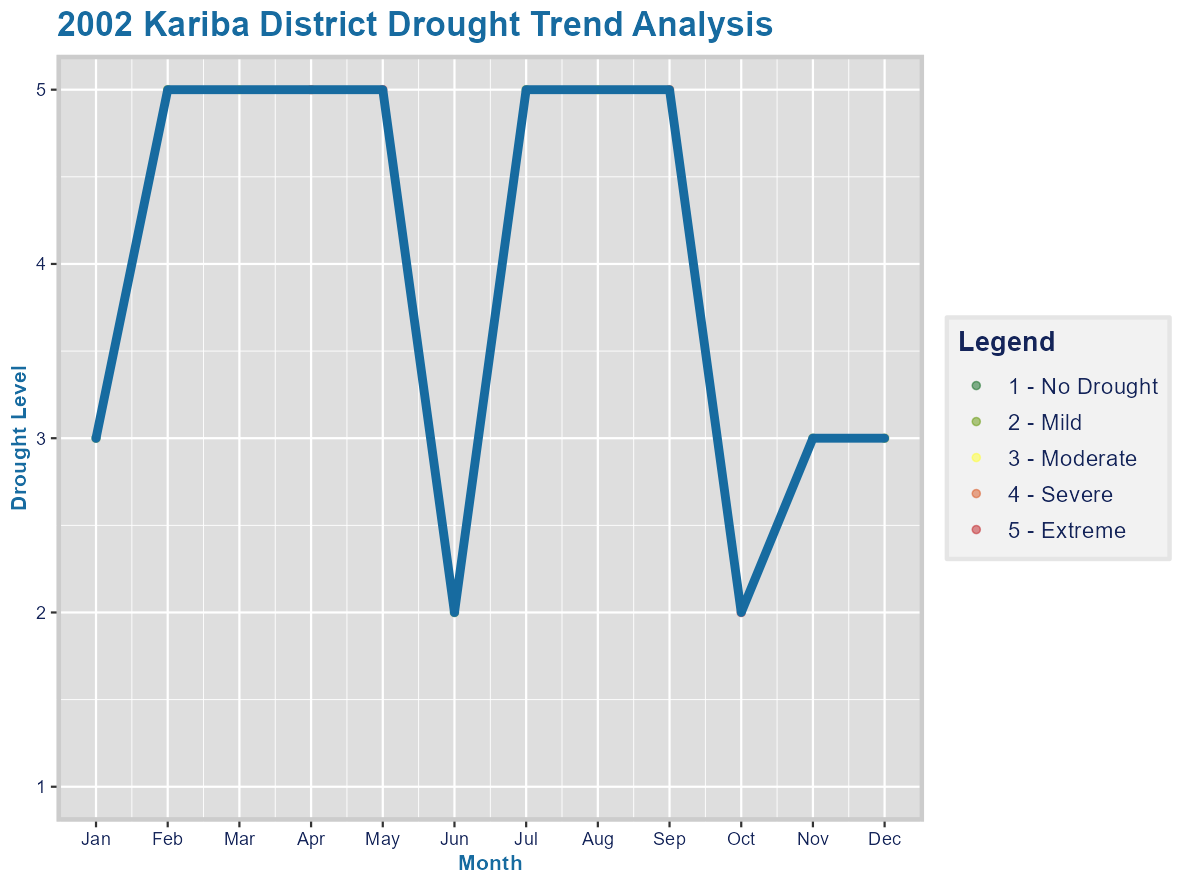 2002 Kariba District Drought Trend Analysis
Drought Level
5
4
3
2
1
Jan Feb Mar Apr May Jun Jul Aug Sep Oct Nov Dec
Month
Legend
1 - No Drought
2 - Mild
3 - Moderate
4 - Severe
5 - Extreme